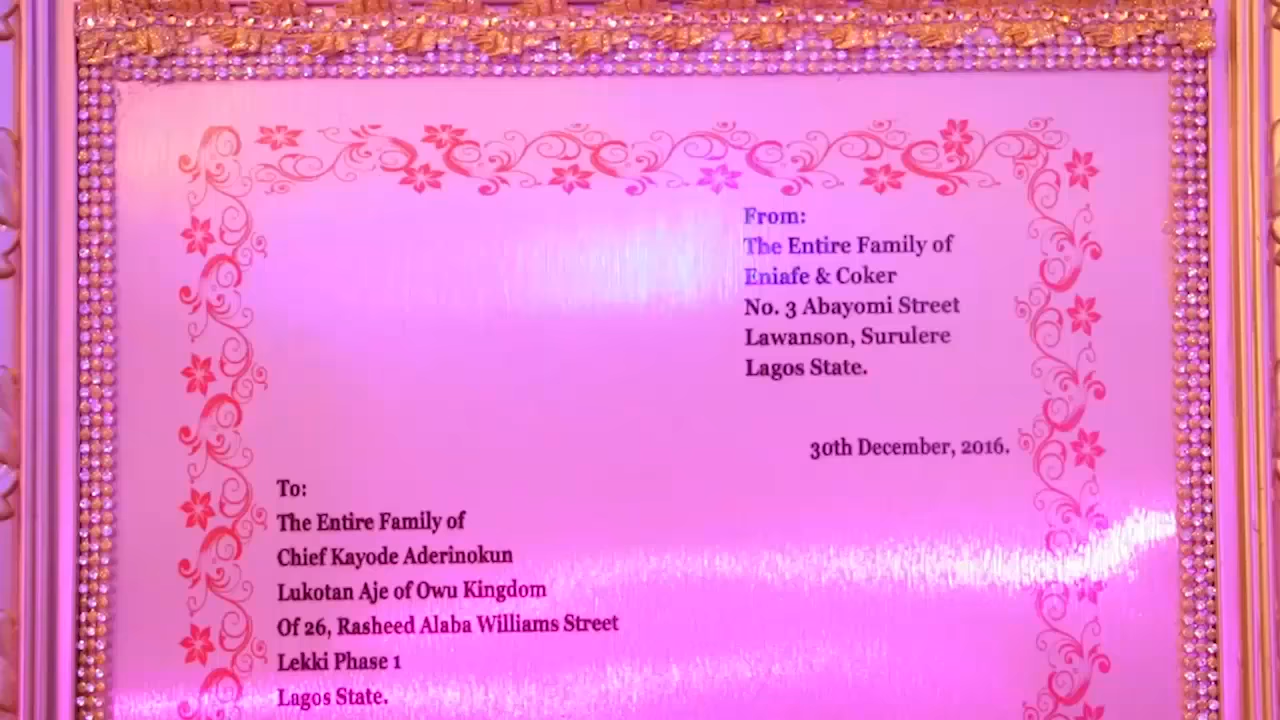 From:
The Entire Family of
Eniafe & Coker
No. 3 Abayomi Street
Lawanson, Surulere
Lagos State.
30th December, 2016.
To:
The Entire Family of
Chief Kayode Aderinokun
Lukotan Aje of Owu Kingdom
Of 26, Rasheed Alaba Williams Street
Lekki Phase 1
Lagos State.